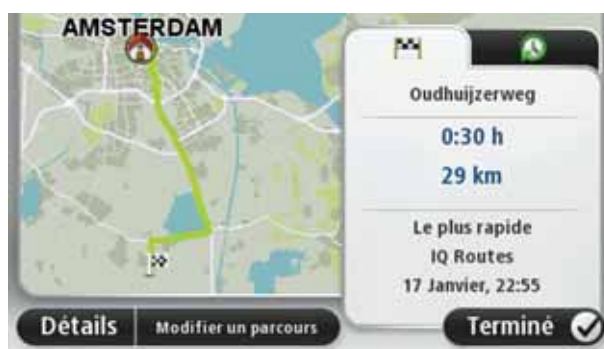 AMSTERDAM
Oudhuijzerweg
0:30 h
29 km
Le plus rapide
IQ Routes
17 Janvier, 22:55
Détails
Modifier un parcours
Terminé